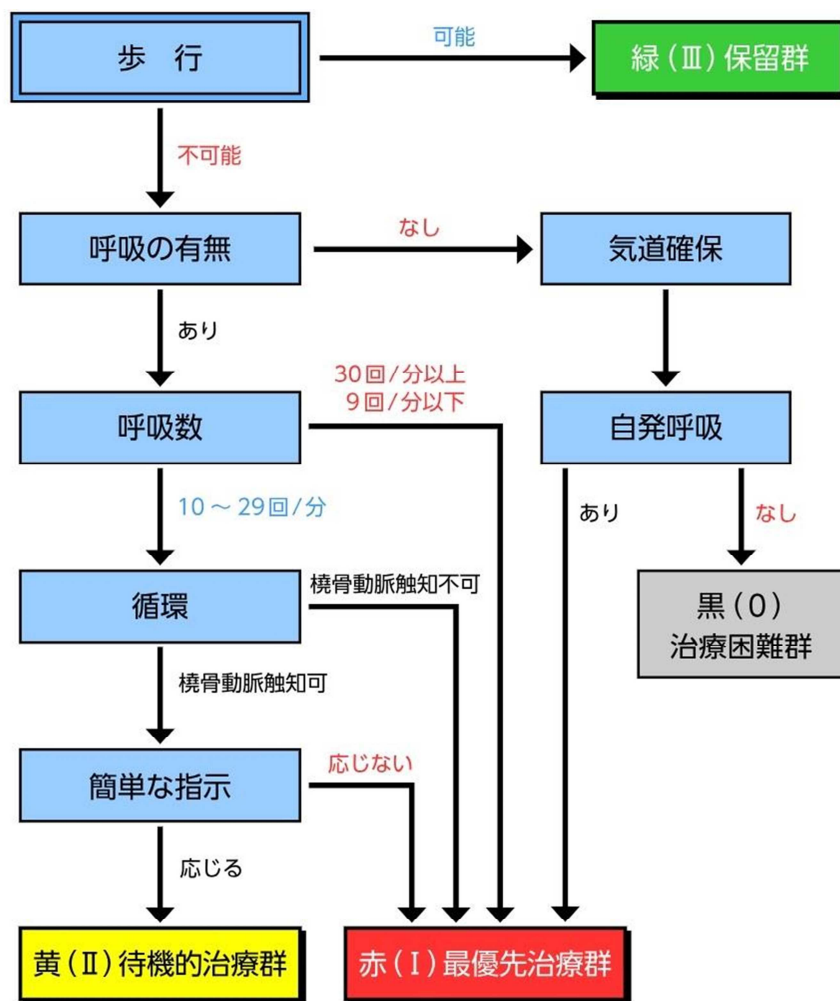 歩　行
可能
緑(Ⅲ)保留群
不可能
呼吸の有無
なし
気道確保
あり
30回/分以上
9回/分以下
呼吸数
自発呼吸
10～29回/分
あり
なし
循環
橈骨動脈触知不可
黒(0)
治療困難群
橈骨動脈触知可
簡単な指示
応じない
応じる
黄(Ⅱ)待機的治療群
赤(Ⅰ)最優先治療群